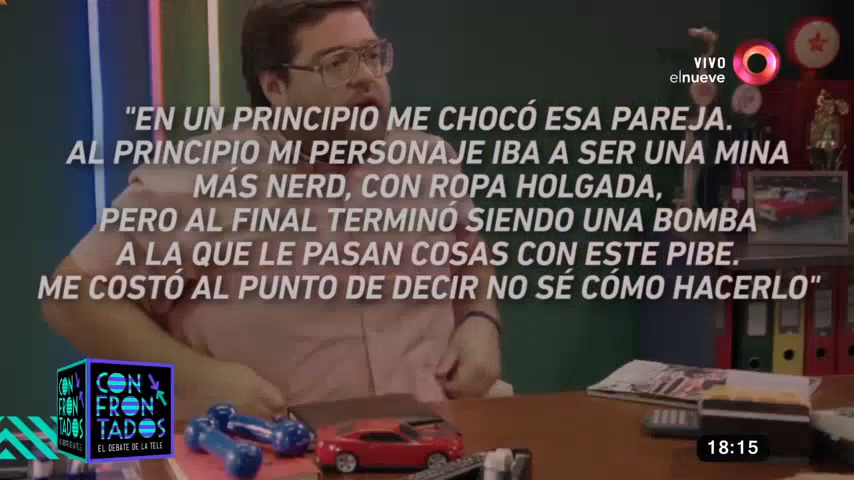 VIVO
elnueve
"EN UN PRINCIPIO ME CHOCÓ ESA PAREJA.
AL PRINCIPIO MI PERSONAJE IBA A SER UNA MINA
MÁS NERD, CON ROPA HOLGADA,
PERO AL FINAL TERMINÓ SIENDO UNA BOMBA
A LA QUE LE PASAN COSAS CON ESTE PIBE.
ME COSTÓ AL PUNTO DE DECIR NO SÉ CÓMO HACERLO"
CON
FRON
TADOS
EL DEBATE DE LA TELE
18:15